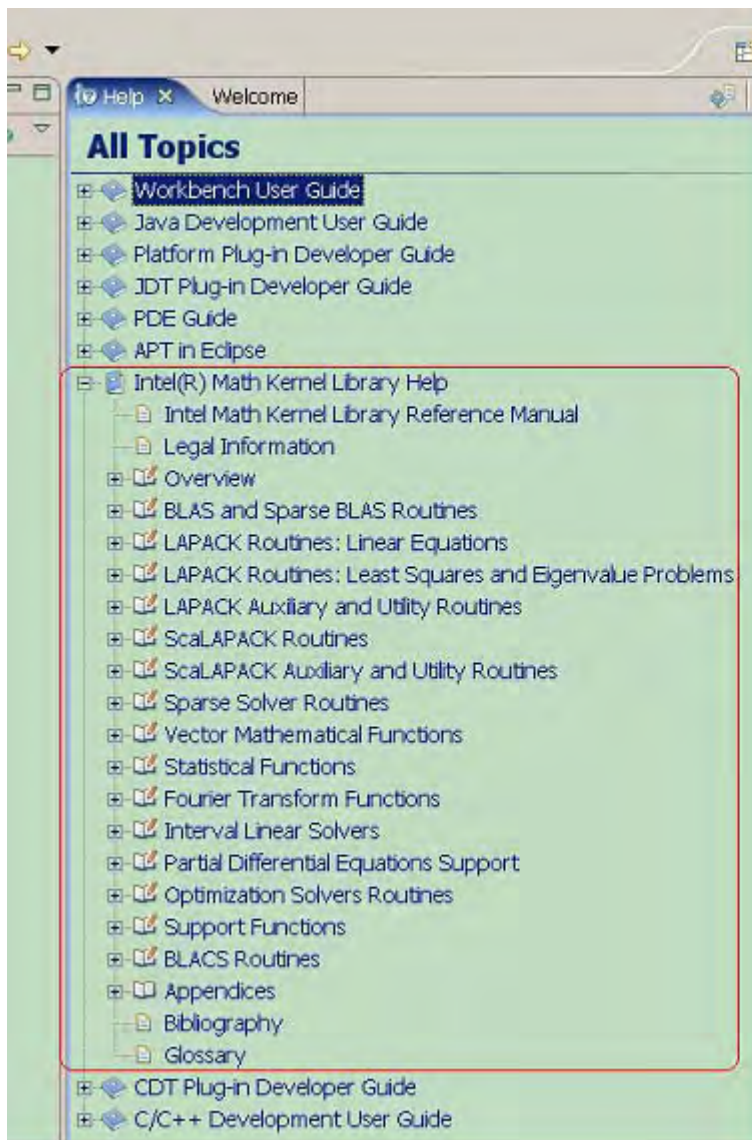 Help
Welcome
All Topics
Workbench User Guide
Java Development User Guide
Platform Plug-in Developer Guide
JDT Plug-in Developer Guide
PDE Guide
APT in Eclipse
Intel(R) Math Kernel Library Help
Intel Math Kernel Library Reference Manual
Legal Information
Overview
BLAS and Sparse BLAS Routines
LAPACK Routines: Linear Equations
LAPACK Routines: Least Squares and Eigenvalue Problems
LAPACK Auxiliary and Utility Routines
ScaLAPACK Routines
ScaLAPACK Auxiliary and Utility Routines
Sparse Solver Routines
Vector Mathematical Functions
Statistical Functions
Fourier Transform Functions
Interval Linear Solvers
Partial Differential Equations Support
Optimization Solvers Routines
Support Functions
BLACS Routines
Appendices
Bibliography
Glossary
CDT Plug-in Developer Guide
C/C++ Development User Guide